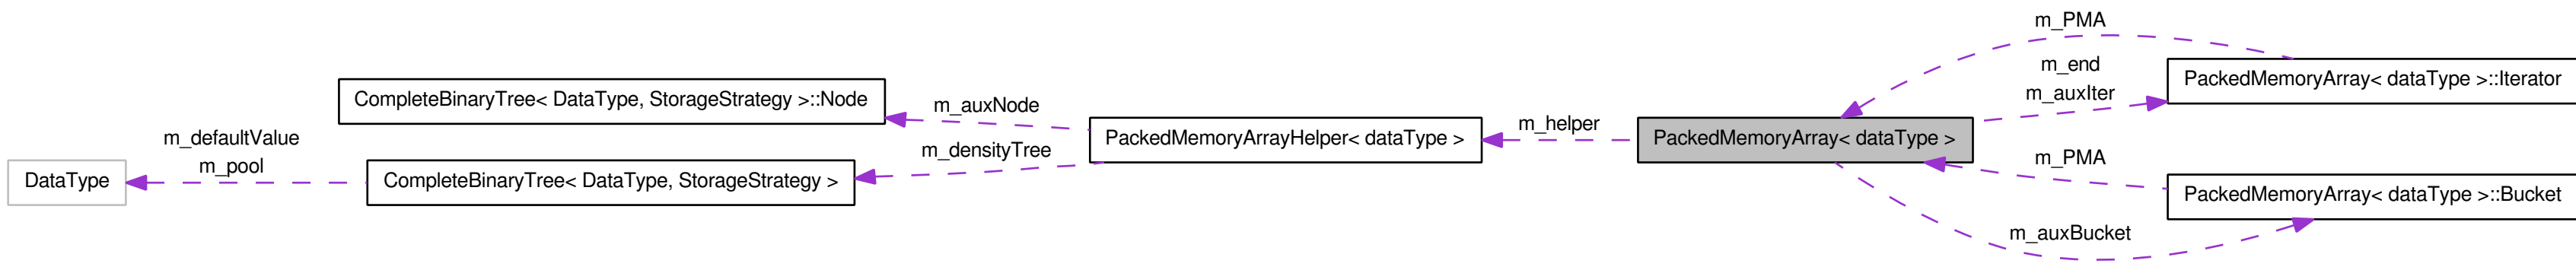 m_PMA
m_end
m_auxIter
PackedMemoryArray< dataType >::Iterator
CompleteBinaryTree< DataType, StorageStrategy >::Node
m_auxNode
m_helper
PackedMemoryArrayHelper< dataType >
PackedMemoryArray< dataType >
m_defaultValue
m_pool
m_densityTree
DataType
CompleteBinaryTree< DataType, StorageStrategy >
m_PMA
PackedMemoryArray< dataType >::Bucket
m_auxBucket